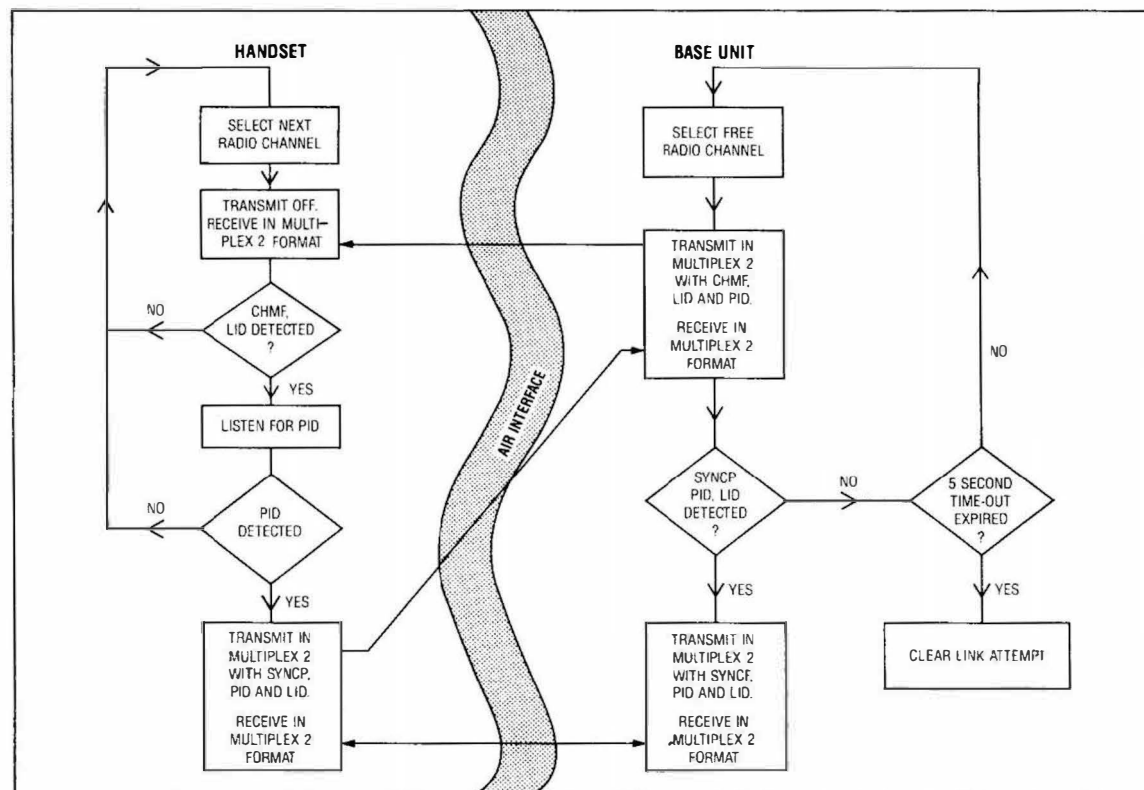 HANDSET
SELECT NEXT
RADIO CHANNEL
TRANSMIT OFF.
RECEIVE IN MULTI-
PLEX 2 FORMAT
NO
CHMF,
LID DETECTED
?
YES
LISTEN FOR PID
NO
PID
DETECTED
YES
TRANSMIT IN
MULTIPLEX 2
WITH SYNCP,
PID AND LID.
RECEIVE IN
MULTIPLEX 2
FORMAT
AIR INTERFACE
BASE UNIT
SELECT FREE
RADIO CHANNEL
TRANSMIT IN
MULTIPLEX 2
WITH CHMF,
LID AND PID.
RECEIVE IN
MULTIPLEX 2
FORMAT
SYNCP
PID, LID
DETECTED
?
NO
YES
TRANSMIT IN
MULTIPLEX 2
WITH SYNCF,
PID AND LID.
RECEIVE IN
MULTIPLEX 2
FORMAT
NO
5 SECOND
TIME-OUT
EXPIRED
?
YES
CLEAR LINK ATTEMPT